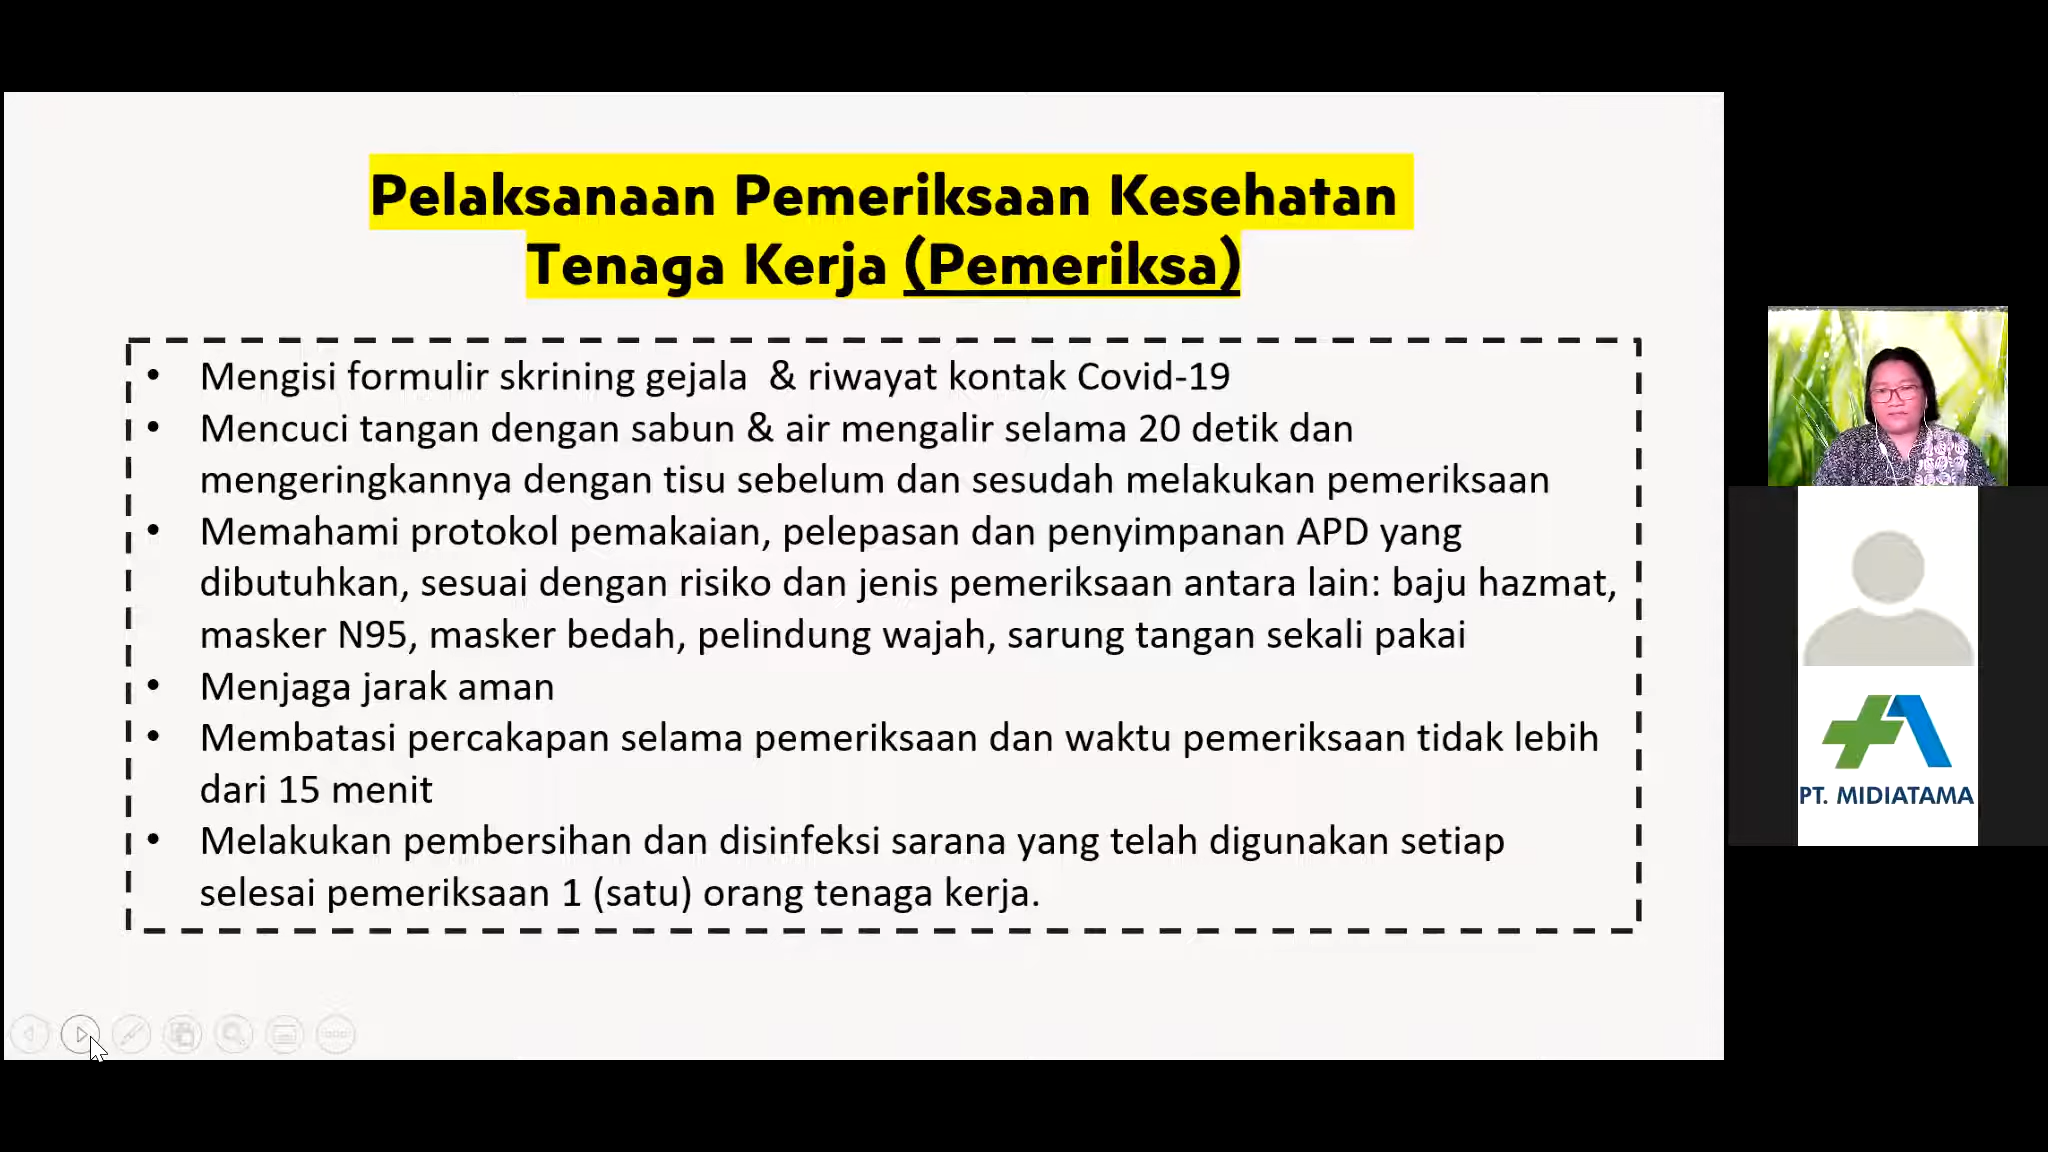 Pelaksanaan Pemeriksaan Kesehatan
Tenaga Kerja (Pemeriksa)
• Mengisi formulir skrining gejala  & riwayat kontak Covid-19
• Mencuci tangan dengan sabun & air mengalir selama 20 detik dan
mengeringkannya dengan tisu sebelum dan sesudah melakukan pemeriksaan
• Memahami protokol pemakaian, pelepasan dan penyimpanan APD yang
dibutuhkan, sesuai dengan risiko dan jenis pemeriksaan antara lain: baju hazmat,
masker N95, masker bedah, pelindung wajah, sarung tangan sekali pakai
• Menjaga jarak aman
• Membatasi percakapan selama pemeriksaan dan waktu pemeriksaan tidak lebih
dari 15 menit
• Melakukan pembersihan dan disinfeksi sarana yang telah digunakan setiap
selesai pemeriksaan 1 (satu) orang tenaga kerja.
PT. MIDIATAMA